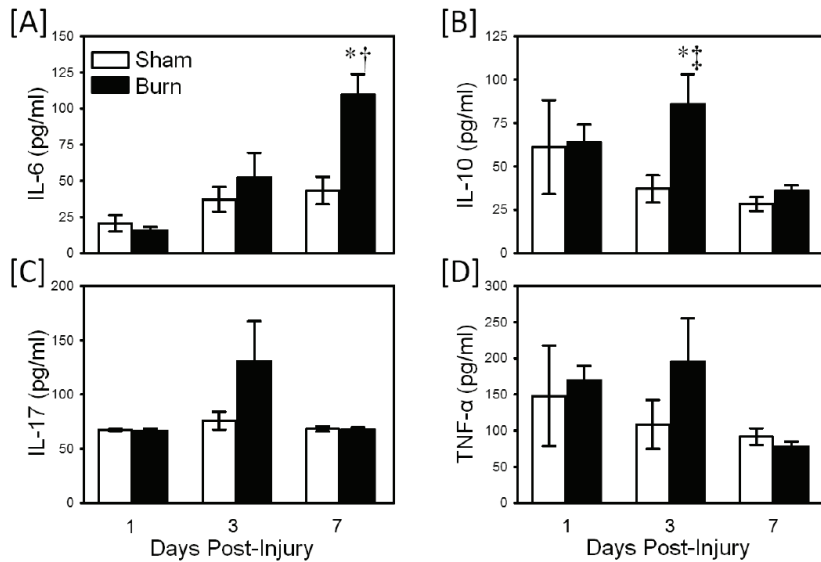 [A]
150
125
100
75
50
25
0
IL-6 (pg/ml)
Sham
Burn
*†
[B]
125
100
75
50
25
0
IL-10 (pg/ml)
*‡
[C]
200
150
100
50
0
IL-17 (pg/ml)
1 3 7
Days Post-Injury
[D]
300
250
200
150
100
50
0
TNF-α (pg/ml)
1 3 7
Days Post-Injury